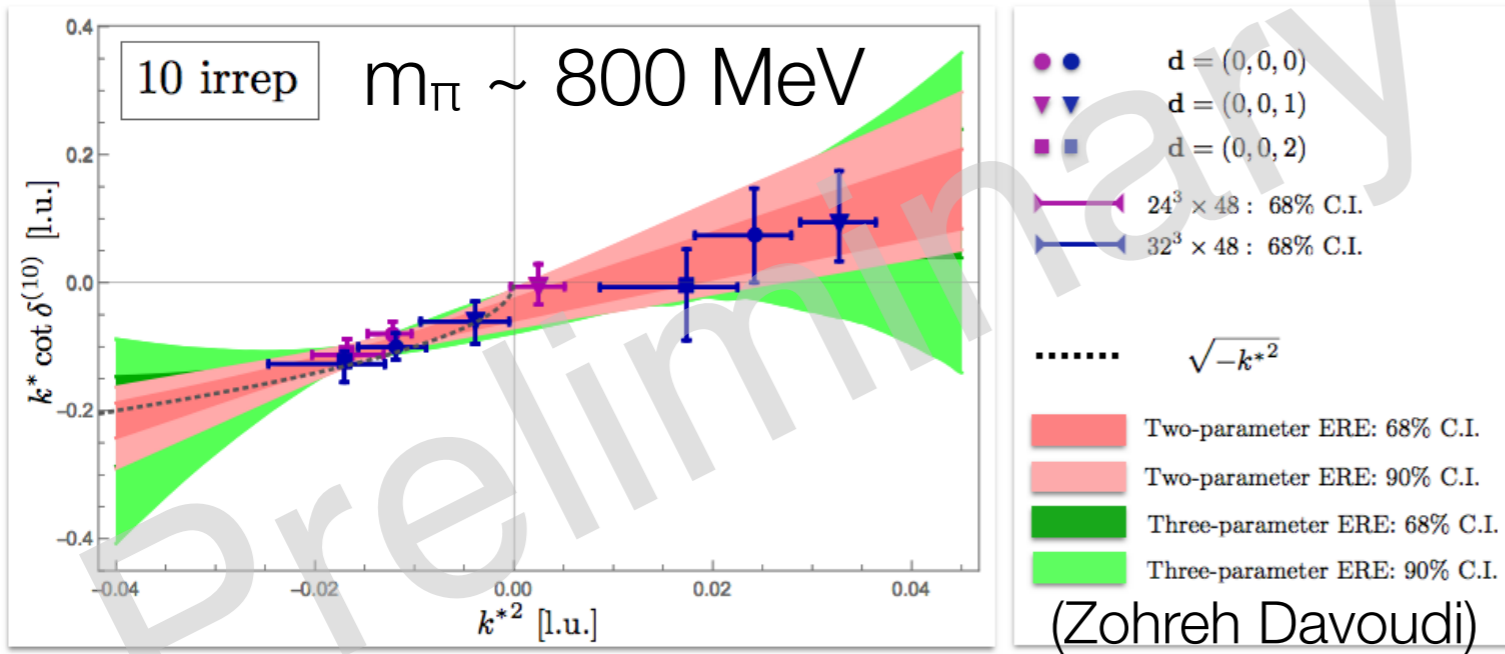 10 irrep
m_π ~ 800 MeV
0.4
0.2
0.0
−0.2
−0.4
k* cot δ^(10) [l.u.]
−0.04
−0.02
0.00
0.02
0.04
k*² [l.u.]
d = (0, 0, 0)
d = (0, 0, 1)
d = (0, 0, 2)
24³ × 48 : 68% C.I.
32³ × 48 : 68% C.I.
√−k*²
Two-parameter ERE: 68% C.I.
Two-parameter ERE: 90% C.I.
Three-parameter ERE: 68% C.I.
Three-parameter ERE: 90% C.I.
(Zohreh Davoudi)
Preliminary